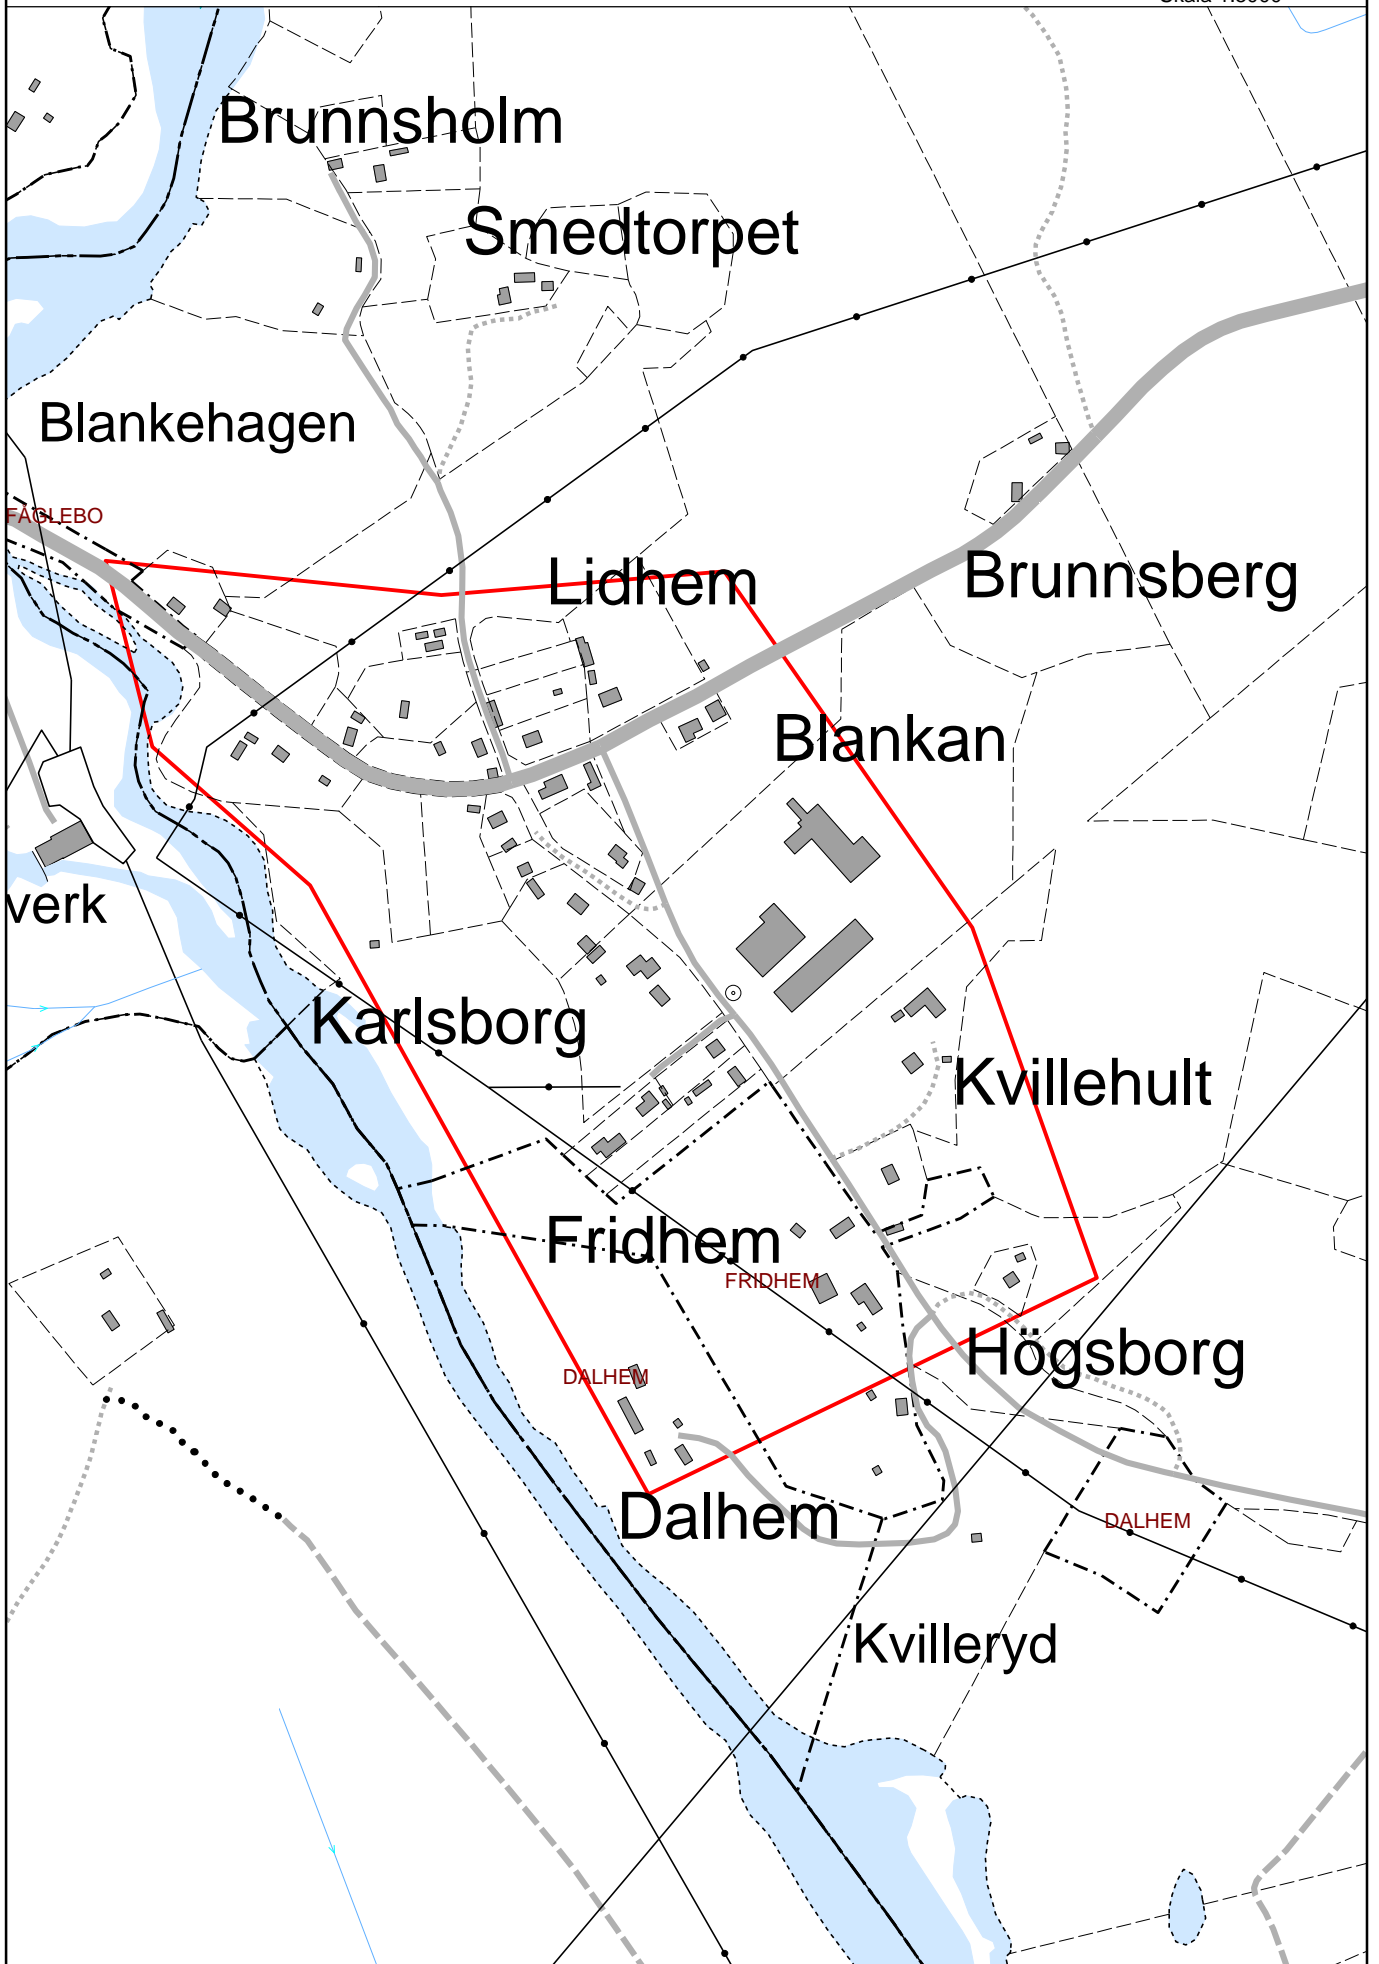 Brunnsholm
Smedtorpet
Blankehagen
FÅGLEBO
Lidhem
Brunnsberg
Blankan
verk
Karlsborg
Kvillehult
Fridhem
FRIDHEM
Högsborg
DALHEM
Dalhem
DALHEM
Kvilleryd